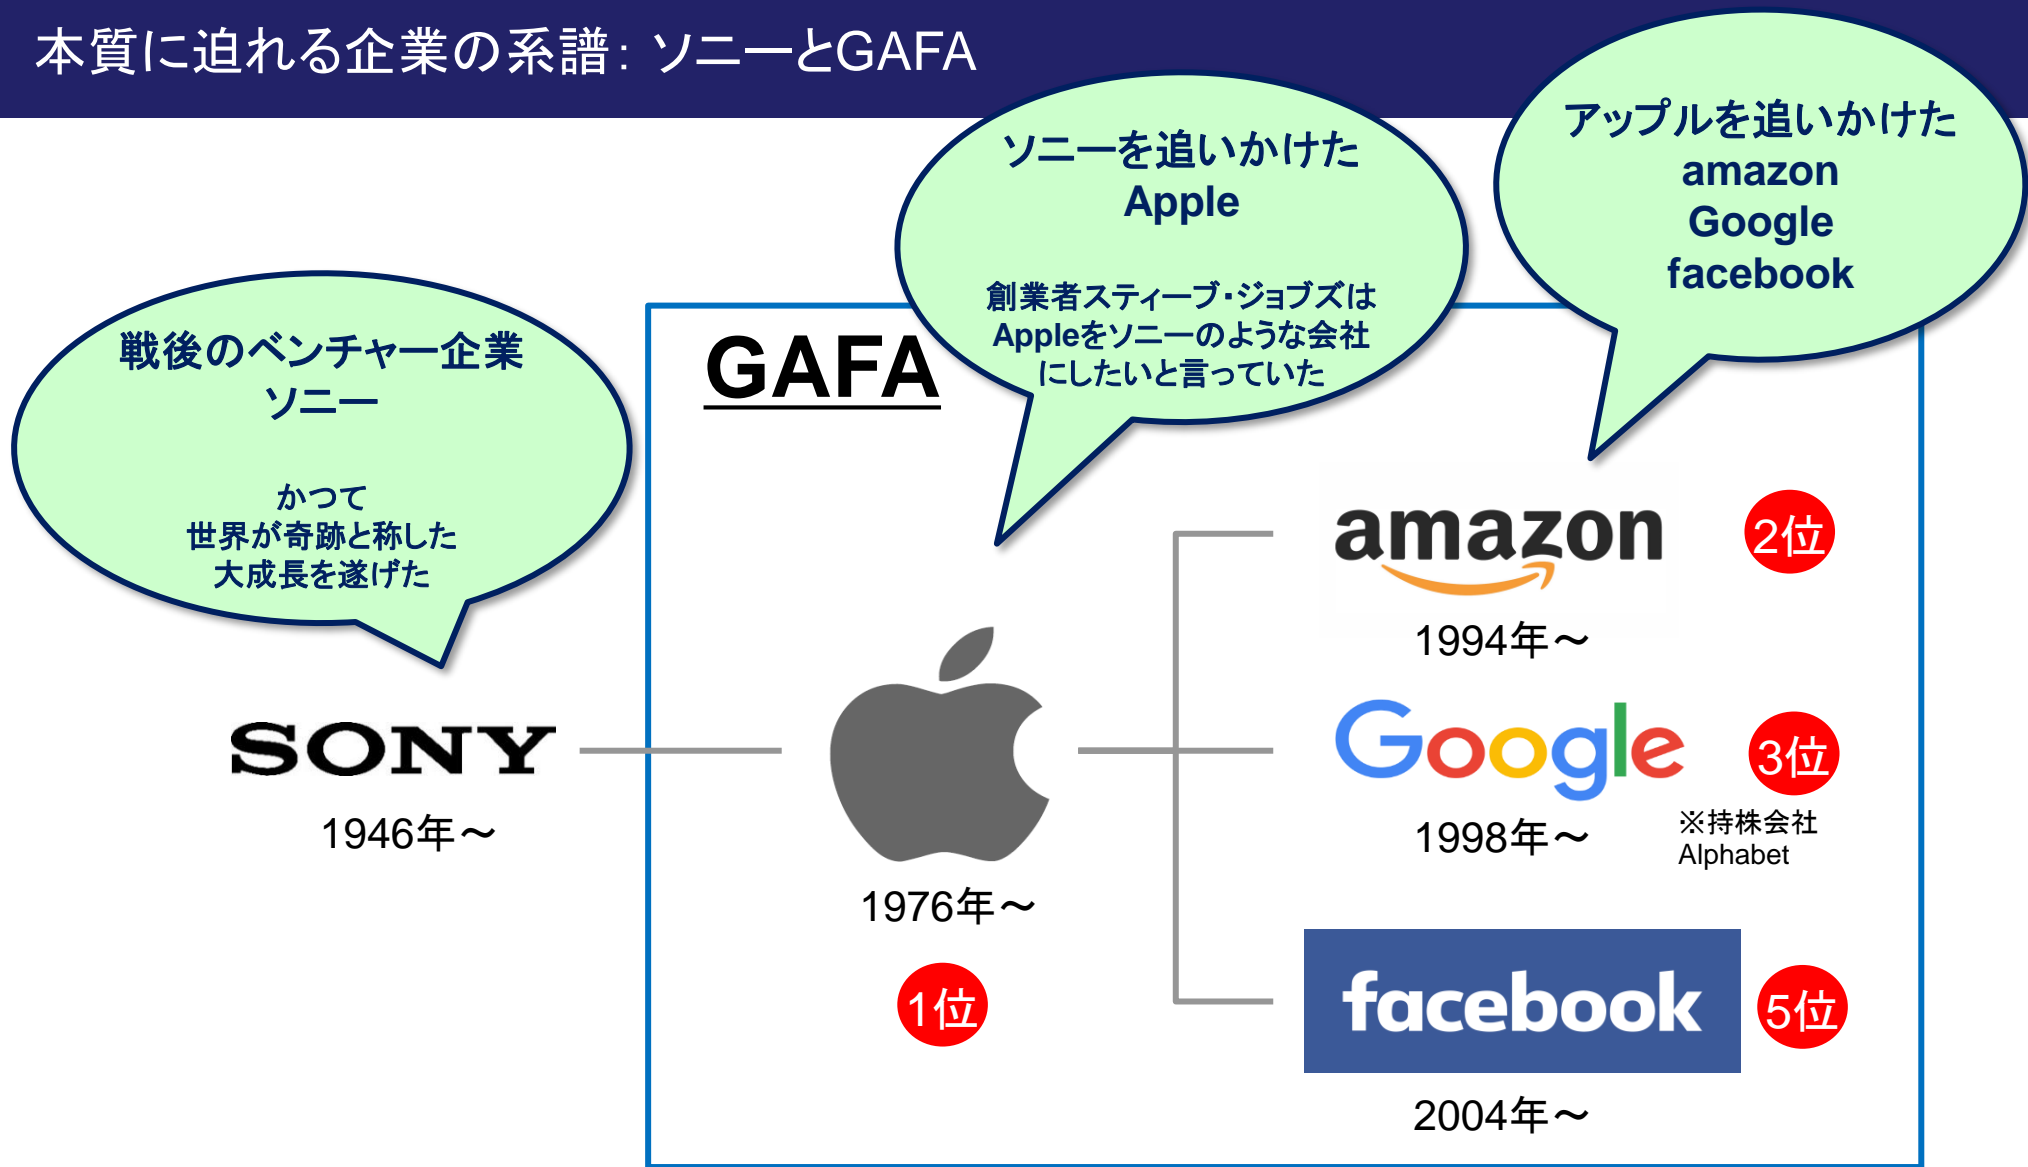 本質に迫れる企業の系譜: ソニーとGAFA
戦後のベンチャー企業
ソニー
かつて
世界が奇跡と称した
大成長を遂げた
SONY
1946年～
GAFA
ソニーを追いかけた
Apple
創業者スティーブ・ジョブズは
Appleをソニーのような会社
にしたいと言っていた
1976年～
1位
アップルを追いかけた
amazon
Google
facebook
amazon
2位
1994年～
Google
3位
1998年～
※持株会社
Alphabet
facebook
5位
2004年～